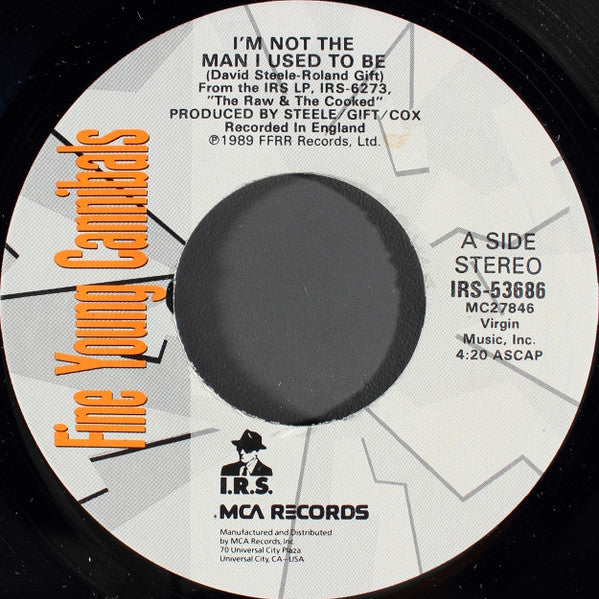 I'M NOT THE
MAN I USED TO BE
(David Steele-Roland Gift)
From the IRS LP, IRS-6273,
"The Raw & The Cooked"
PRODUCED BY STEELE/GIFT/COX
Recorded In England
℗1989 FFRR Records, Ltd.
Fine Young Cannibals
A SIDE
STEREO
IRS-53686
MC27846
Virgin
Music, Inc.
4:20 ASCAP
I.R.S.
MCA RECORDS
Manufactured and Distributed
by MCA Records, Inc.
70 Universal City Plaza
Universal City, CA–USA